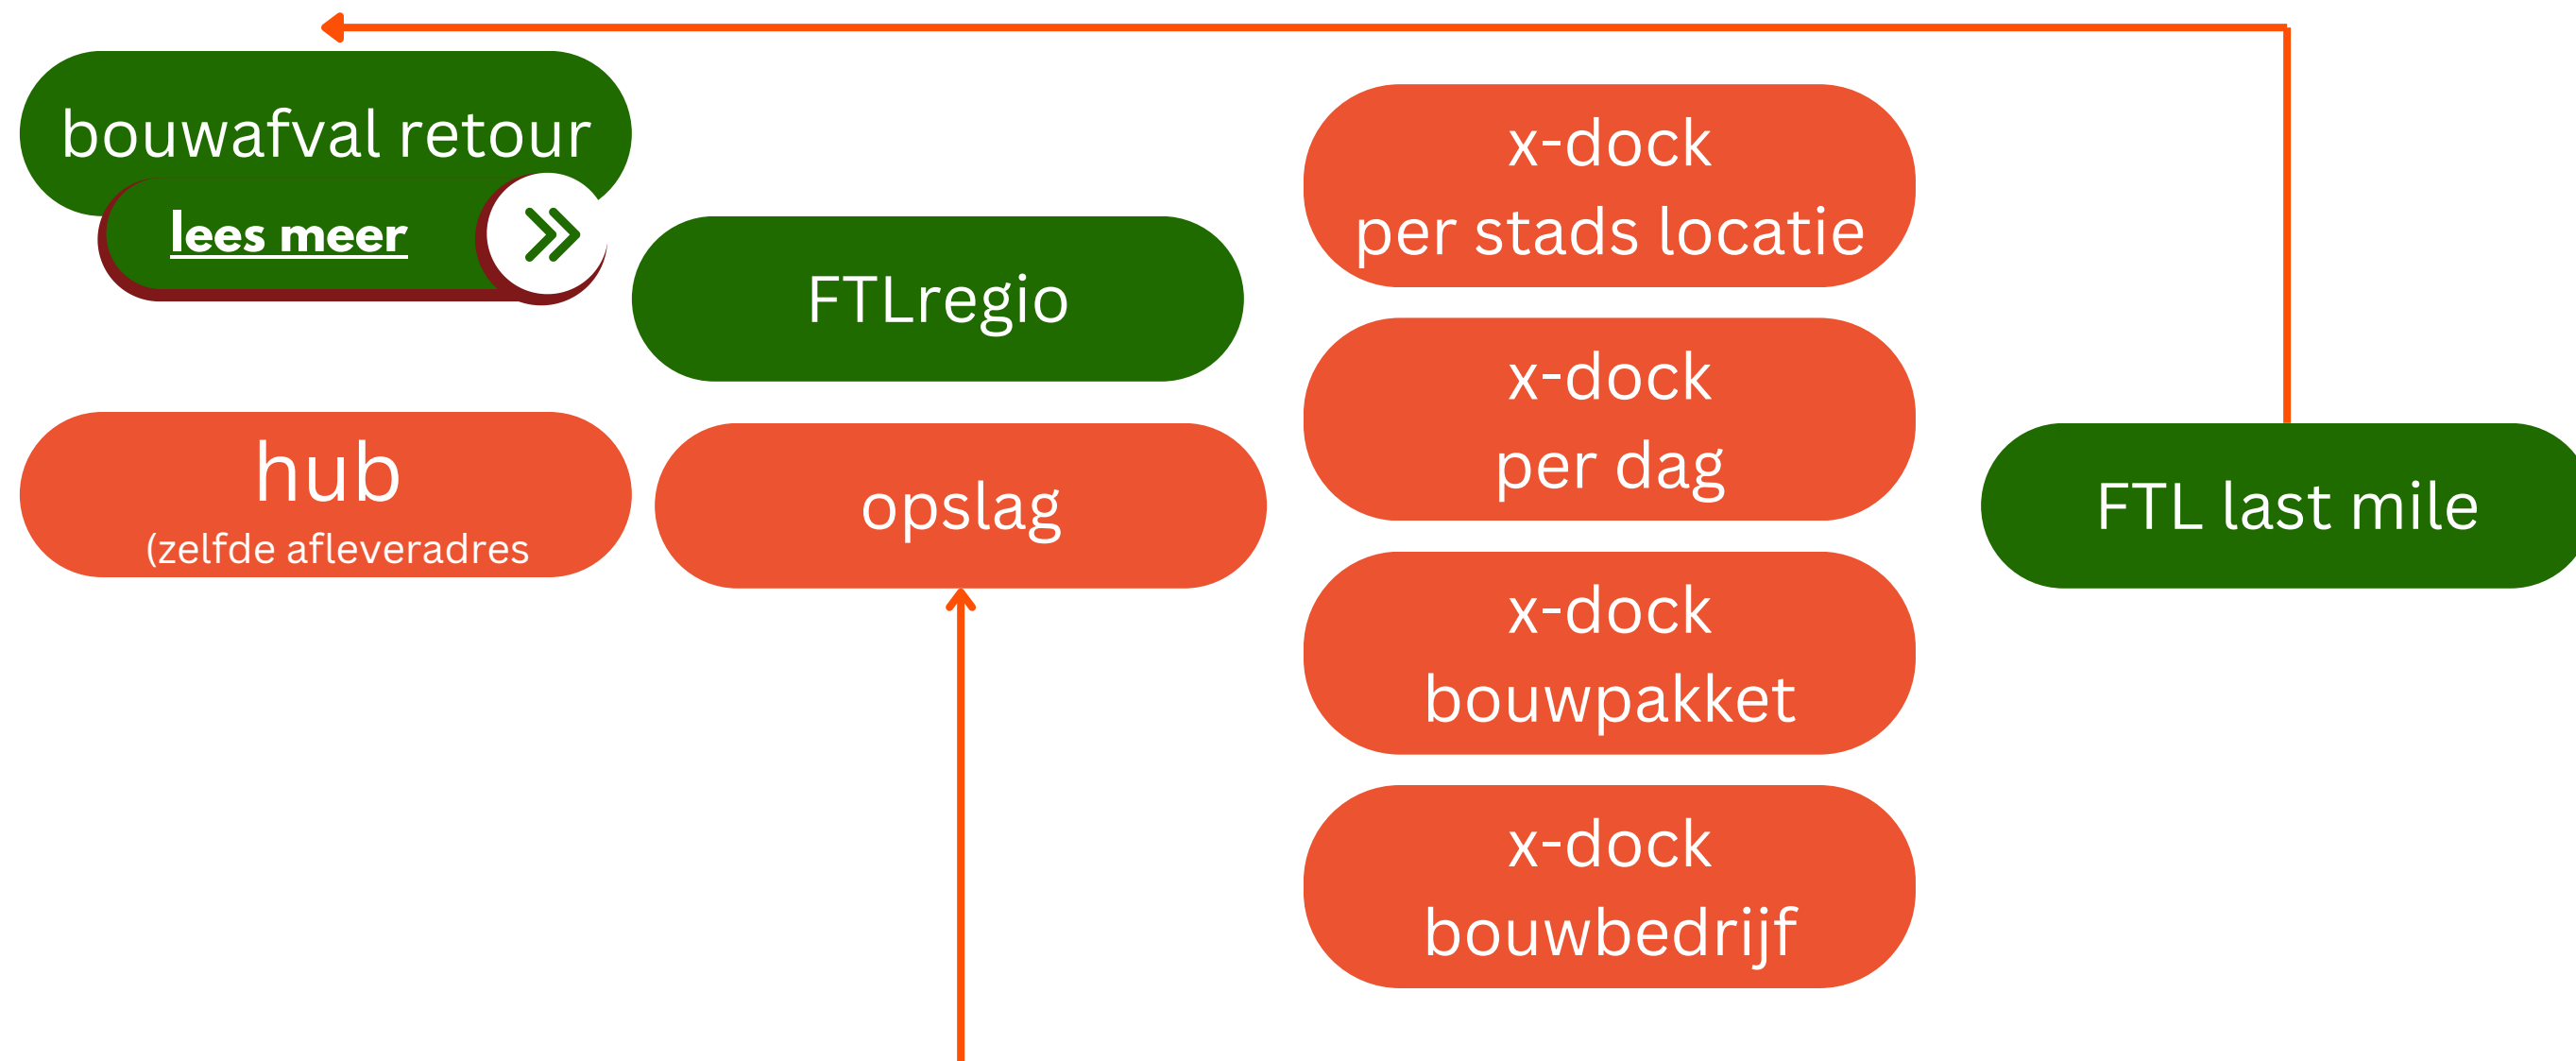 bouwafval retour
lees meer
hub
(zelfde afleveradres
FTLregio
opslag
x-dock
per stads locatie
x-dock
per dag
x-dock
bouwpakket
x-dock
bouwbedrijf
FTL last mile